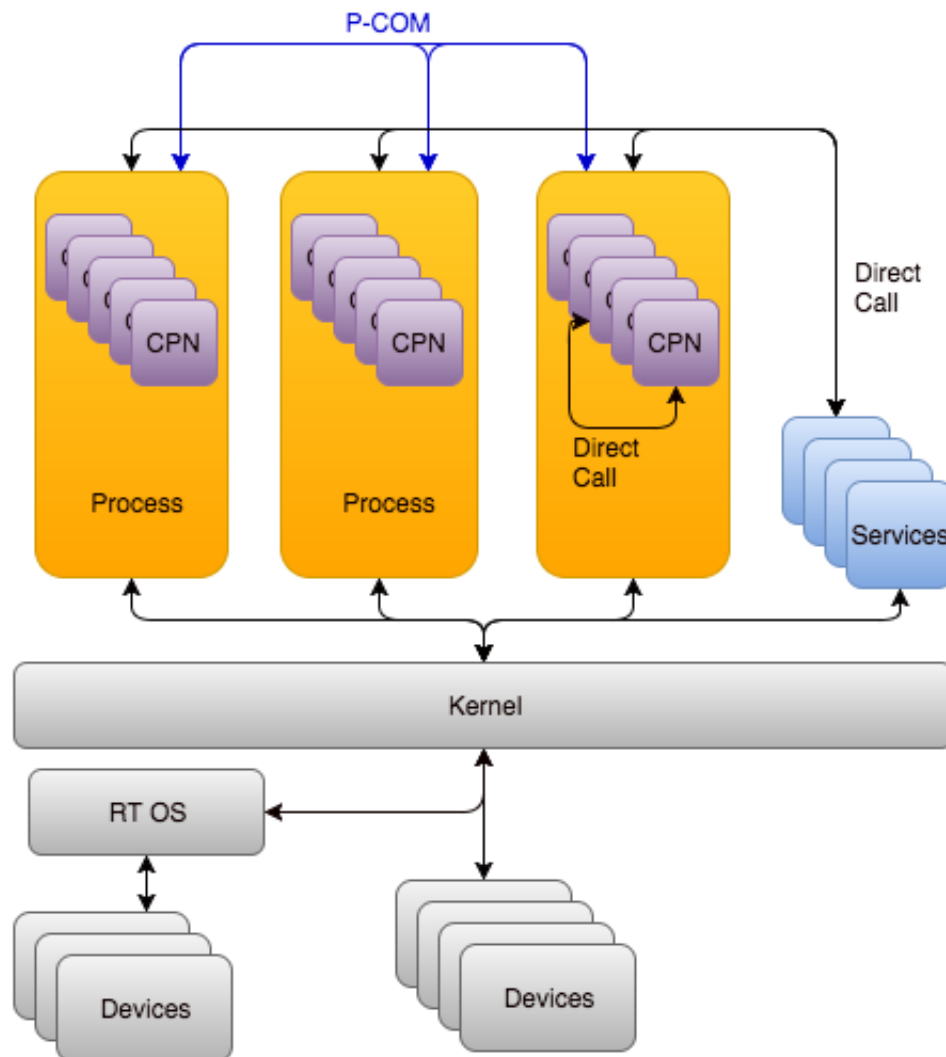 P-COM
Direct
Call
CPN
CPN
CPN
Direct
Call
Process
Process
Services
Kernel
RT OS
Devices
Devices